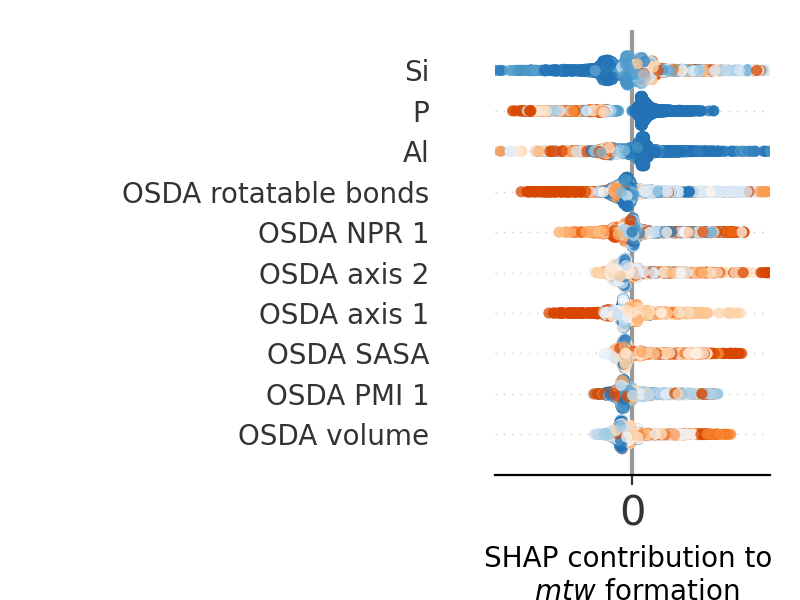 Si
P
Al
OSDA rotatable bonds
OSDA NPR 1
OSDA axis 2
OSDA axis 1
OSDA SASA
OSDA PMI 1
OSDA volume
0
SHAP contribution to
mtw formation